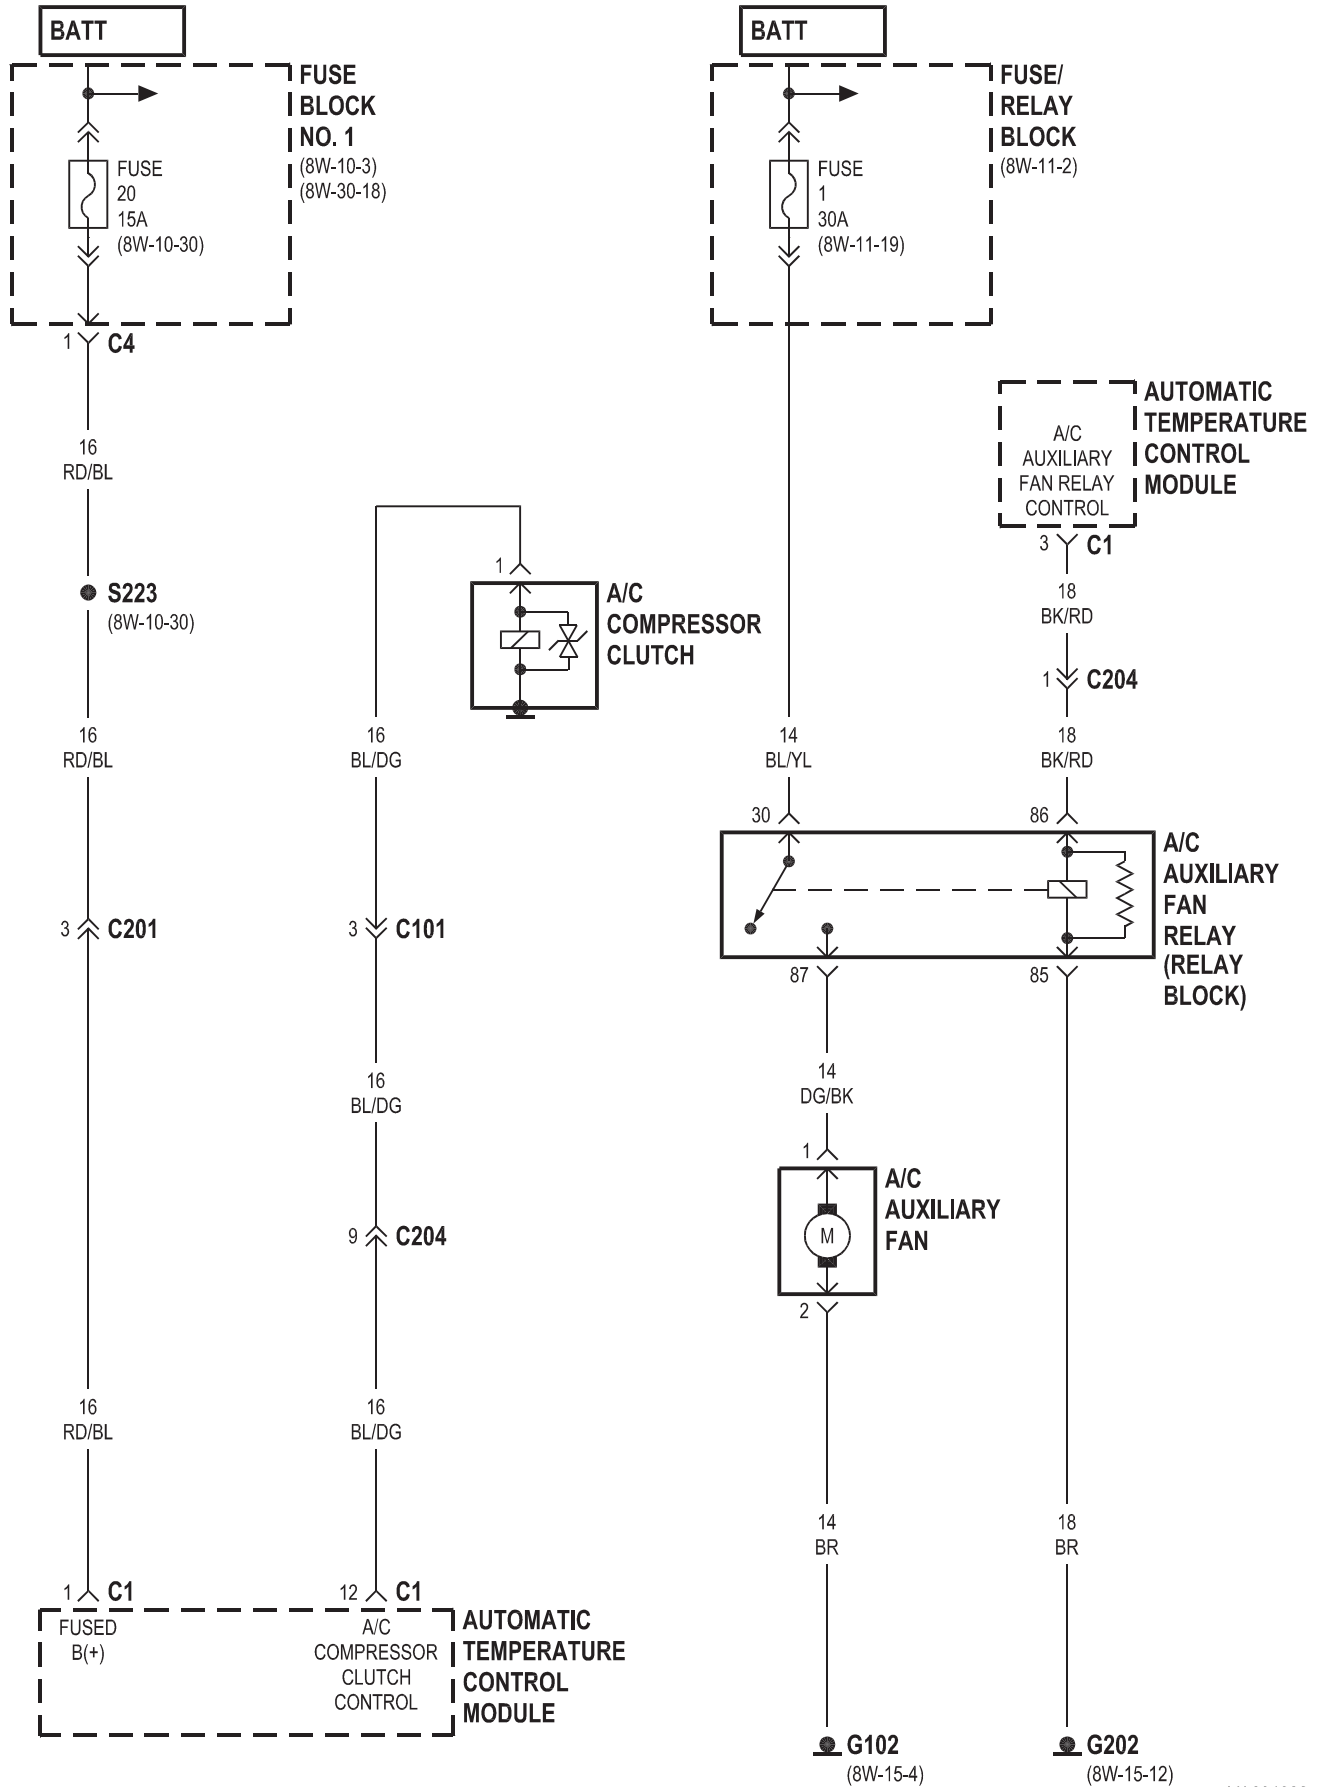 BATT
FUSE
BLOCK
NO. 1
(8W-10-3)
(8W-30-18)
FUSE
20
15A
(8W-10-30)
1
C4
16
RD/BL
S223
(8W-10-30)
16
RD/BL
3
C201
16
RD/BL
1
C1
FUSED
B(+)
1
A/C
COMPRESSOR
CLUTCH
16
BL/DG
3
C101
16
BL/DG
9
C204
16
BL/DG
12
C1
A/C
COMPRESSOR
CLUTCH
CONTROL
AUTOMATIC
TEMPERATURE
CONTROL
MODULE
BATT
FUSE/
RELAY
BLOCK
(8W-11-2)
FUSE
1
30A
(8W-11-19)
14
BL/YL
30
A/C
AUXILIARY
FAN RELAY
CONTROL
AUTOMATIC
TEMPERATURE
CONTROL
MODULE
3
C1
18
BK/RD
1
C204
18
BK/RD
86
A/C
AUXILIARY
FAN
RELAY
(RELAY
BLOCK)
87
85
14
DG/BK
1
A/C
AUXILIARY
FAN
M
2
14
BR
18
BR
G102
(8W-15-4)
G202
(8W-15-12)